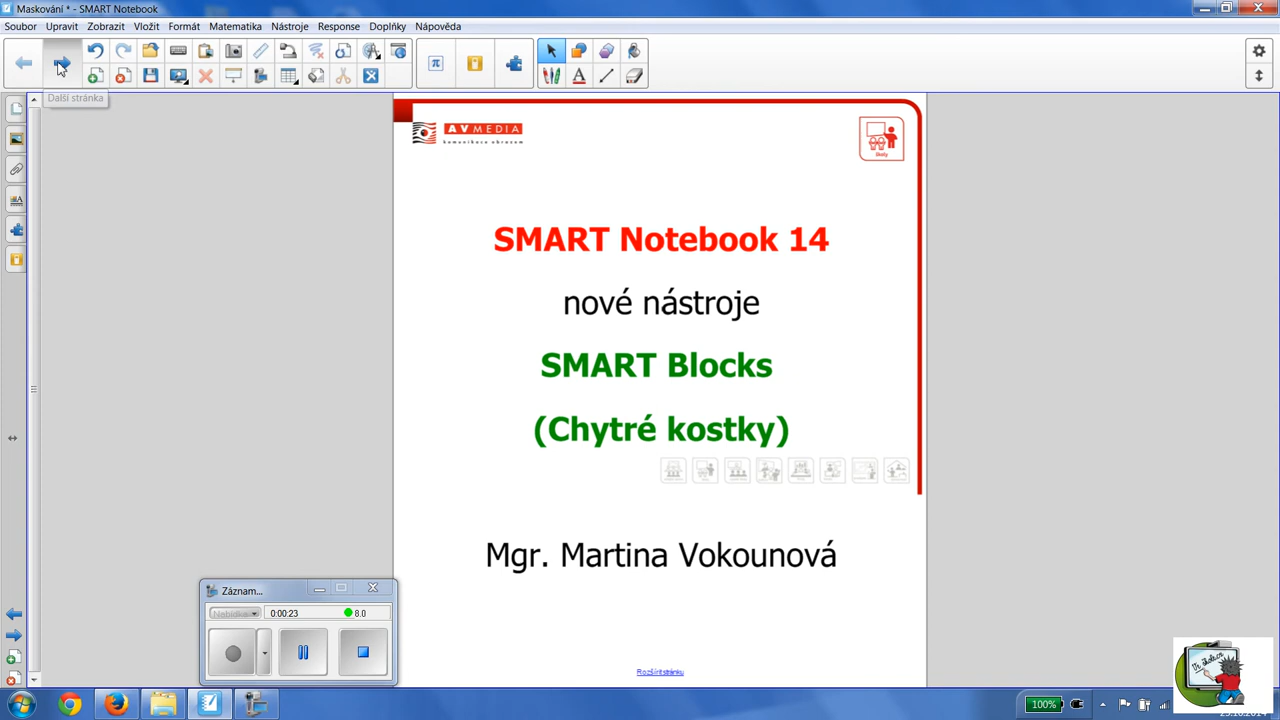 Maskování * - SMART Notebook
Soubor Upravit Zobrazit Vložit Formát Matematika Nástroje Response Doplňky Nápověda
Další stránka
AV MEDIA
komunikace obrazem
školy
SMART Notebook 14
nové nástroje
SMART Blocks
(Chytré kostky)
Mgr. Martina Vokounová
Záznam...
Nabídka 0:00:23 8.0
Rozšířit stránku
100%